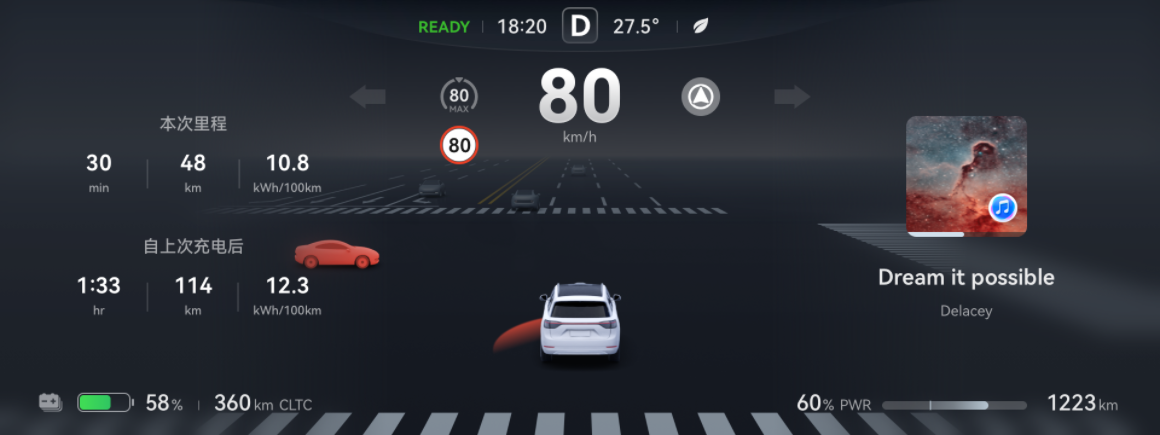 READY 18:20 D 27.5°
80 MAX
80
km/h
80
本次里程
30 48 10.8
min km kWh/100km
自上次充电后
1:33 114 12.3
hr km kWh/100km
Dream it possible
Delacey
58% 360 km CLTC
60% PWR 1223 km